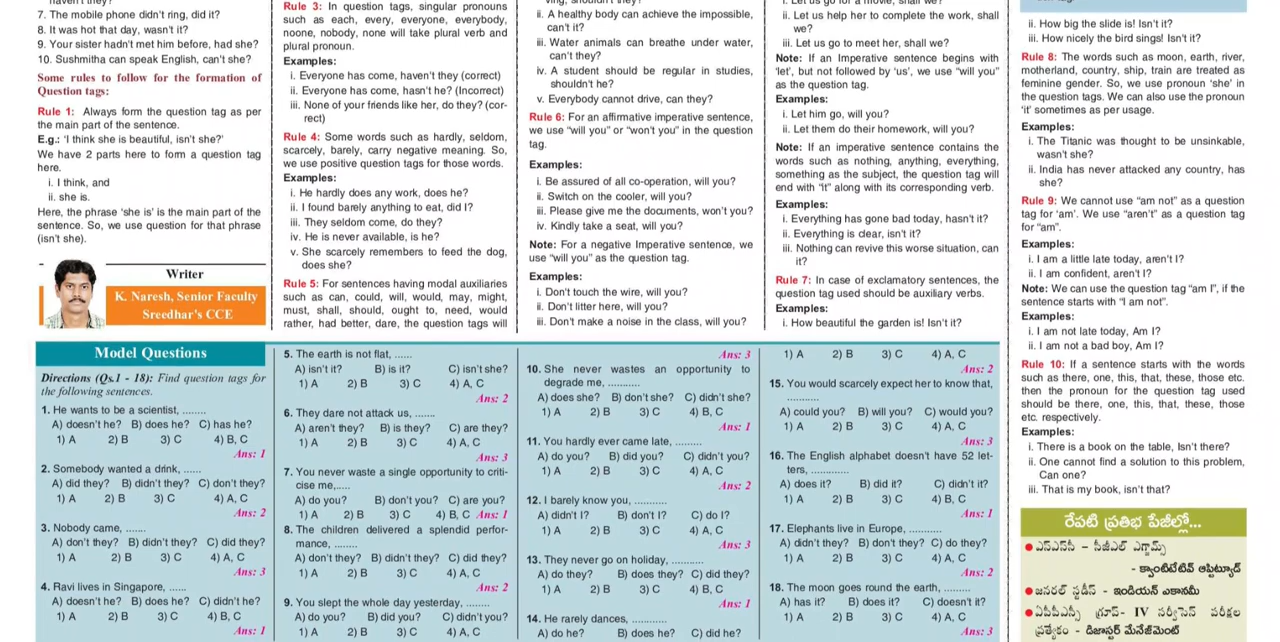 haven't they?
7. The mobile phone didn't ring, did it?
8. It was hot that day, wasn't it?
9. Your sister hadn't met him before, had she?
10. Sushmitha can speak English, can't she?
Some rules to follow for the formation of
Question tags:
Rule 1: Always form the question tag as per
the main part of the sentence.
E.g.: 'I think she is beautiful, isn't she?'
We have 2 parts here to form a question tag
here.
i. I think, and
ii. she is.
Here, the phrase 'she is' is the main part of the
sentence. So, we use question for that phrase
(isn't she).
Writer
K. Naresh, Senior Faculty
Sreedhar's CCE
Rule 3: In question tags, singular pronouns
such as each, every, everyone, everybody,
noone, nobody, none will take plural verb and
plural pronoun.
Examples:
i. Everyone has come, haven't they (correct)
ii. Everyone has come, hasn't he? (Incorrect)
iii. None of your friends like her, do they? (cor-
rect)
Rule 4: Some words such as hardly, seldom,
scarcely, barely, carry negative meaning. So,
we use positive question tags for those words.
Examples:
i. He hardly does any work, does he?
ii. I found barely anything to eat, did I?
iii. They seldom come, do they?
iv. He is never available, is he?
v. She scarcely remembers to feed the dog,
does she?
Rule 5: For sentences having modal auxiliaries
such as can, could, will, would, may, might,
must, shall, should, ought to, need, would
rather, had better, dare, the question tags will
ii. A healthy body can achieve the impossible,
can't it?
iii. Water animals can breathe under water,
can't they?
iv. A student should be regular in studies,
shouldn't he?
v. Everybody cannot drive, can they?
Rule 6: For an affirmative imperative sentence,
we use "will you" or "won't you" in the question
tag.
Examples:
i. Be assured of all co-operation, will you?
ii. Switch on the cooler, will you?
iii. Please give me the documents, won't you?
iv. Kindly take a seat, will you?
Note: For a negative Imperative sentence, we
use "will you" as the question tag.
Examples:
i. Don't touch the wire, will you?
ii. Don't litter here, will you?
iii. Don't make a noise in the class, will you?
i. Let us go for a movie, shall we?
ii. Let us help her to complete the work, shall
we?
iii. Let us go to meet her, shall we?
Note: If an Imperative sentence begins with
'let', but not followed by 'us', we use "will you"
as the question tag.
Examples:
i. Let him go, will you?
ii. Let them do their homework, will you?
Note: If an imperative sentence contains the
words such as nothing, anything, everything,
something as the subject, the question tag will
end with "it" along with its corresponding verb.
Examples:
i. Everything has gone bad today, hasn't it?
ii. Everything is clear, isn't it?
iii. Nothing can revive this worse situation, can
it?
Rule 7: In case of exclamatory sentences, the
question tag used should be auxiliary verbs.
Examples:
i. How beautiful the garden is! Isn't it?
ii. How big the slide is! Isn't it?
iii. How nicely the bird sings! Isn't it?
Rule 8: The words such as moon, earth, river,
motherland, country, ship, train are treated as
feminine gender. So, we use pronoun 'she' in
the question tags. We can also use the pronoun
'it' sometimes as per usage.
Examples:
i. The Titanic was thought to be unsinkable,
wasn't she?
ii. India has never attacked any country, has
she?
Rule 9: We cannot use "am not" as a question
tag for 'am'. We use "aren't" as a question tag
for "am".
Examples:
i. I am a little late today, aren't I?
ii. I am confident, aren't I?
Note: We can use the question tag "am I", if the
sentence starts with "I am not".
Examples:
i. I am not late today, Am I?
ii. I am not a bad boy, Am I?
Rule 10: If a sentence starts with the words
such as there, one, this, that, these, those etc.
then the pronoun for the question tag used
should be there, one, this, that, these, those
etc. respectively.
Examples:
i. There is a book on the table, Isn't there?
ii. One cannot find a solution to this problem,
Can one?
iii. That is my book, isn't that?
Model Questions
Directions (Qs.1 - 18): Find question tags for
the following sentences.
1. He wants to be a scientist, ........
A) doesn't he? B) does he? C) has he?
1) A 2) B 3) C 4) B, C
Ans: 1
2. Somebody wanted a drink, ......
A) did they? B) didn't they? C) don't they?
1) A 2) B 3) C 4) A, C
Ans: 2
3. Nobody came, .......
A) don't they? B) didn't they? C) did they?
1) A 2) B 3) C 4) A, C
Ans: 3
4. Ravi lives in Singapore, ......
A) doesn't he? B) does he? C) didn't he?
1) A 2) B 3) C 4) B, C
Ans: 1
5. The earth is not flat, ......
A) isn't it? B) is it? C) isn't she?
1) A 2) B 3) C 4) A, C
Ans: 2
6. They dare not attack us, .......
A) aren't they? B) is they? C) are they?
1) A 2) B 3) C 4) A, C
Ans: 3
7. You never waste a single opportunity to criti-
cise me,.....
A) do you? B) don't you? C) are you?
1) A 2) B 3) C 4) B, C Ans: 1
8. The children delivered a splendid perfor-
mance, ........
A) don't they? B) didn't they? C) did they?
1) A 2) B 3) C 4) A, C
Ans: 2
9. You slept the whole day yesterday, ........
A) do you? B) did you? C) didn't you?
1) A 2) B 3) C 4) A, C
Ans: 3
10. She never wastes an opportunity to
degrade me, ...........
A) does she? B) don't she? C) didn't she?
1) A 2) B 3) C 4) B, C
Ans: 1
11. You hardly ever came late, .........
A) do you? B) did you? C) didn't you?
1) A 2) B 3) C 4) A, C
Ans: 2
12. I barely know you, ...........
A) didn't I? B) don't I? C) do I?
1) A 2) B 3) C 4) A, C
Ans: 3
13. They never go on holiday, ...........
A) do they? B) does they? C) did they?
1) A 2) B 3) C 4) B, C
Ans: 1
14. He rarely dances, ............
A) do he? B) does he? C) did he?
1) A 2) B 3) C 4) A, C
Ans: 2
15. You would scarcely expect her to know that,
............
A) could you? B) will you? C) would you?
1) A 2) B 3) C 4) A, C
Ans: 3
16. The English alphabet doesn't have 52 let-
ters, .............
A) does it? B) did it? C) didn't it?
1) A 2) B 3) C 4) B, C
Ans: 1
17. Elephants live in Europe, ...........
A) didn't they? B) don't they? C) do they?
1) A 2) B 3) C 4) A, C
Ans: 2
18. The moon goes round the earth, .........
A) has it? B) does it? C) doesn't it?
1) A 2) B 3) C 4) A, C
Ans: 3
రేపటి ప్రతిభ పేజీల్లో...
ఎస్ఎస్‌సీ - సీజీఎల్ ఎగ్జామ్స్
- క్వాంటిటేటివ్ ఆప్టిట్యూడ్
జనరల్ స్టడీస్ - ఇండియన్ ఎకానమీ
ఏపీపీఎస్సీ గ్రూప్- IV సర్వీసెస్ పరీక్షల
ప్రత్యేకం - డిజాస్టర్ మేనేజ్‌మెంట్